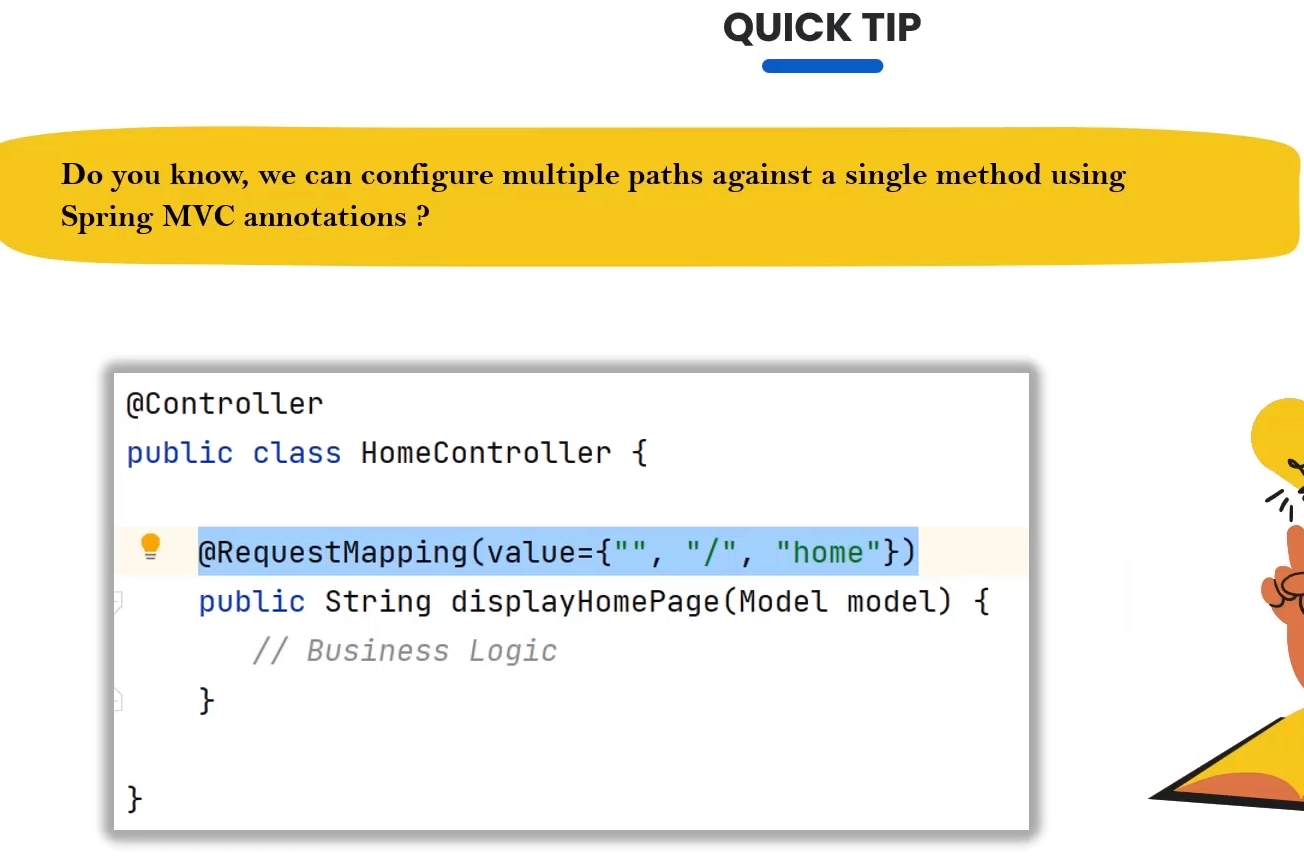 QUICK TIP
Do you know, we can configure multiple paths against a single method using
Spring MVC annotations ?
@Controller
public class HomeController {
@RequestMapping(value={"", "/", "home"})
public String displayHomePage(Model model) {
// Business Logic
}
}